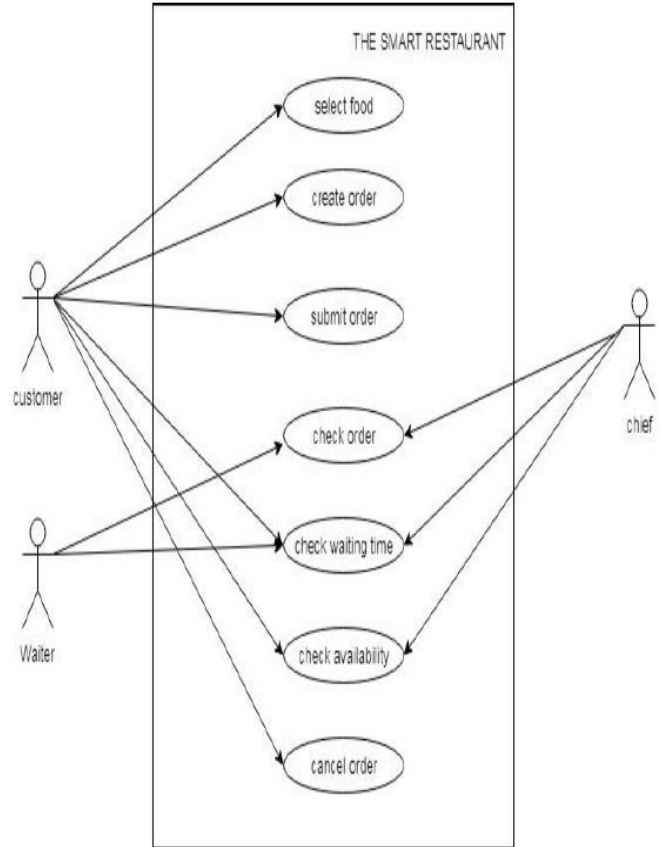 THE SMART RESTAURANT
select food
create order
submit order
customer
check order
chief
check waiting time
Waiter
check availability
cancel order